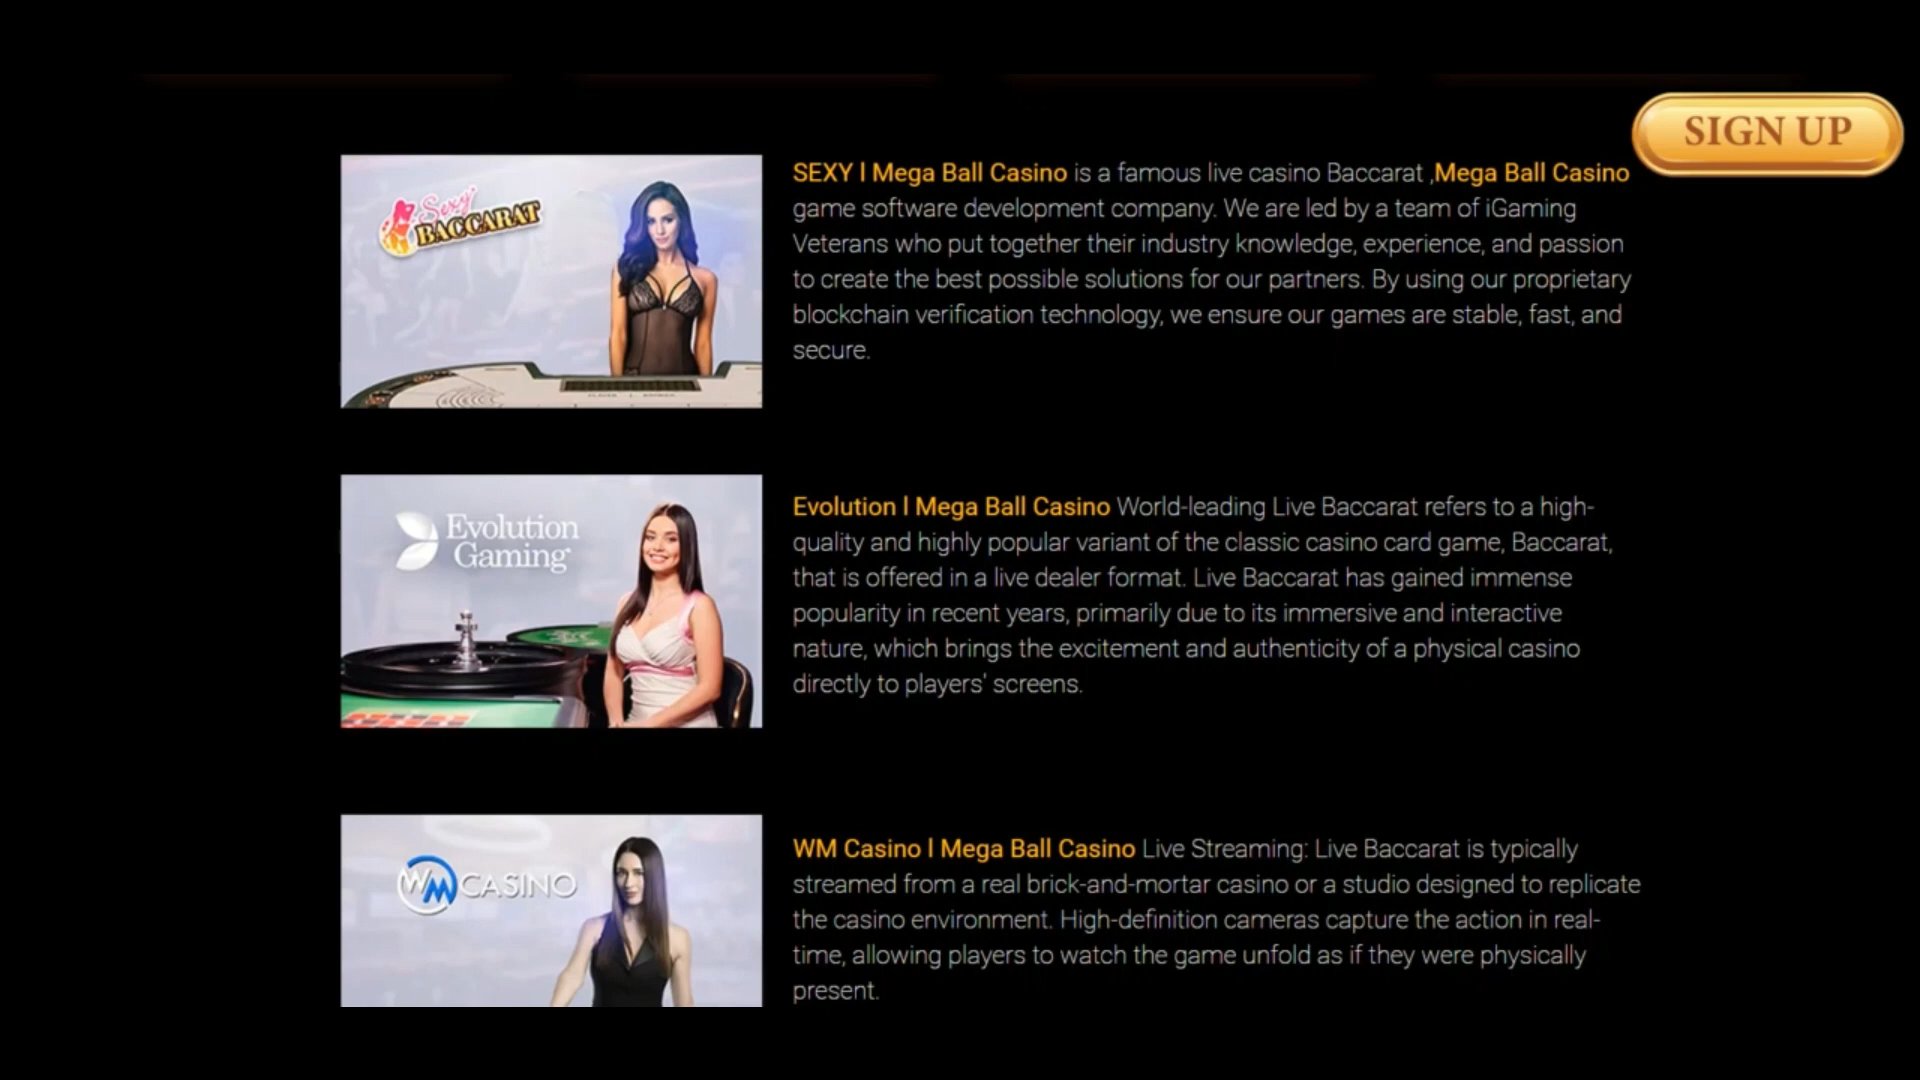 SIGN UP
Sexy
BACCARAT
SEXY l Mega Ball Casino is a famous live casino Baccarat ,Mega Ball Casino
game software development company. We are led by a team of iGaming
Veterans who put together their industry knowledge, experience, and passion
to create the best possible solutions for our partners. By using our proprietary
blockchain verification technology, we ensure our games are stable, fast, and
secure.
Evolution
Gaming
Evolution l Mega Ball Casino World-leading Live Baccarat refers to a high-
quality and highly popular variant of the classic casino card game, Baccarat,
that is offered in a live dealer format. Live Baccarat has gained immense
popularity in recent years, primarily due to its immersive and interactive
nature, which brings the excitement and authenticity of a physical casino
directly to players' screens.
WM CASINO
WM Casino l Mega Ball Casino Live Streaming: Live Baccarat is typically
streamed from a real brick-and-mortar casino or a studio designed to replicate
the casino environment. High-definition cameras capture the action in real-
time, allowing players to watch the game unfold as if they were physically
present.